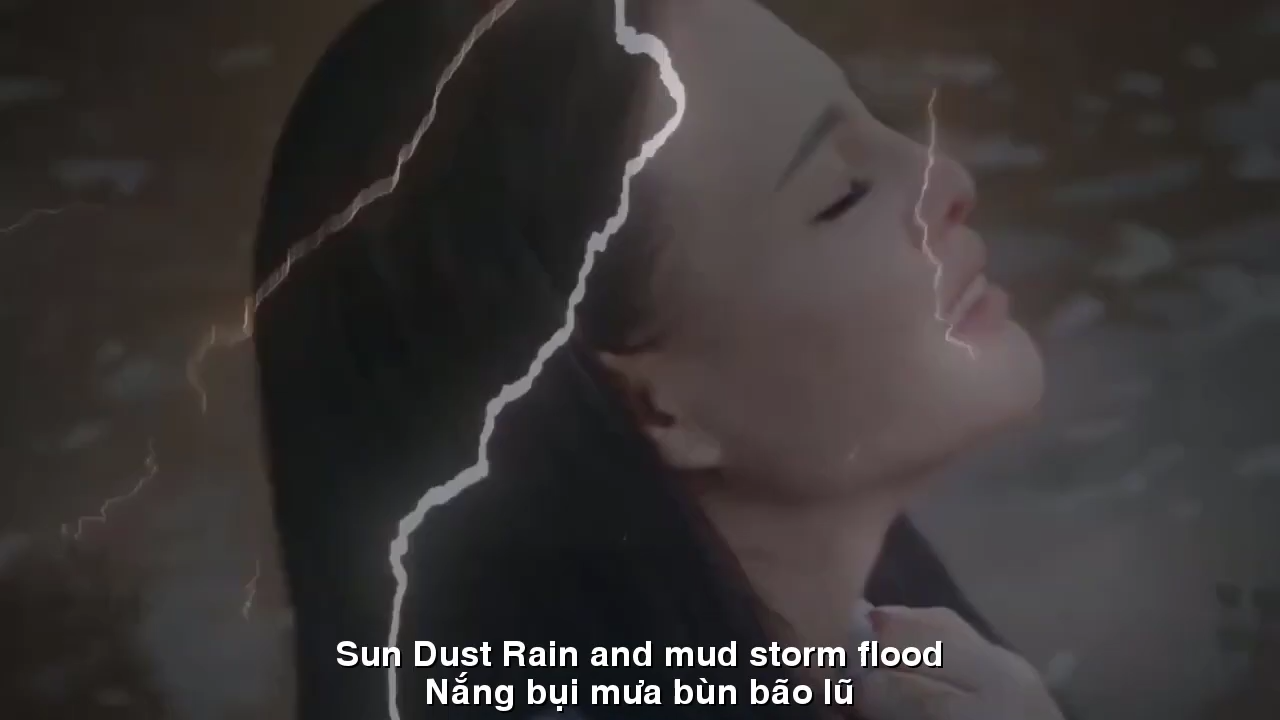 Sun Dust Rain and mud storm flood
Nắng bụi mưa bùn bão lũ